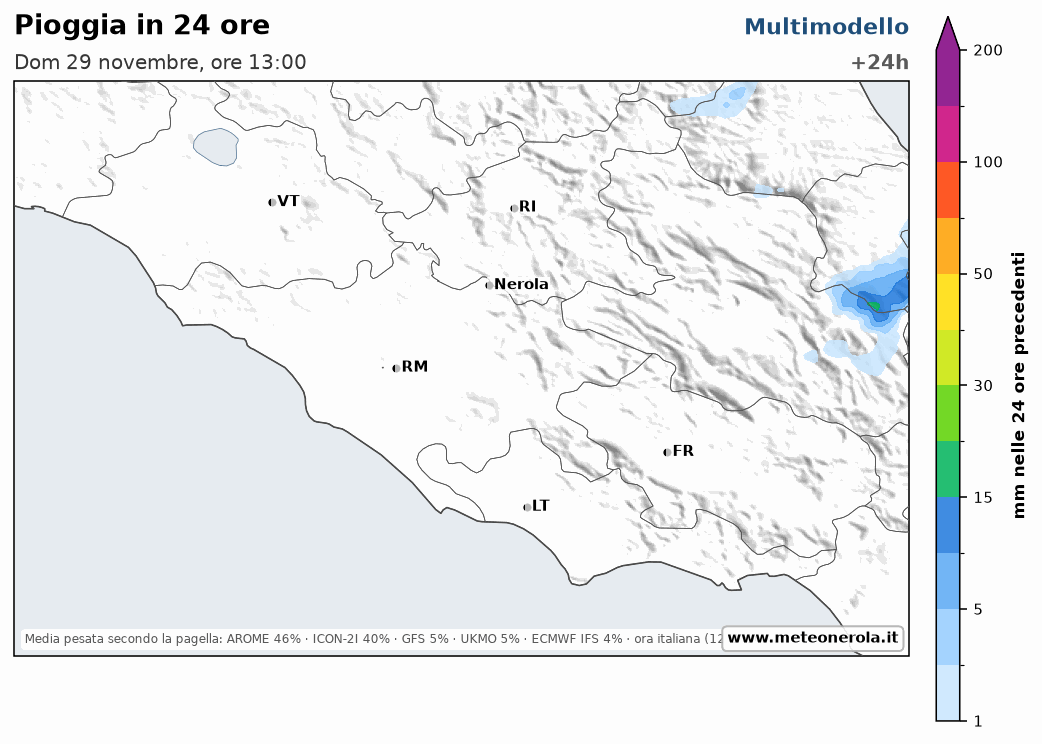 Pioggia in 24 ore
Multimodello
Dom 29 novembre, ore 13:00
+24h
VT
RI
Nerola
RM
FR
LT
200
100
50
30
15
5
1
mm nelle 24 ore precedenti
Media pesata secondo la pagella: AROME 46% · ICON-2I 40% · GFS 5% · UKMO 5% · ECMWF IFS 4% · ora italiana (12
www.meteonerola.it